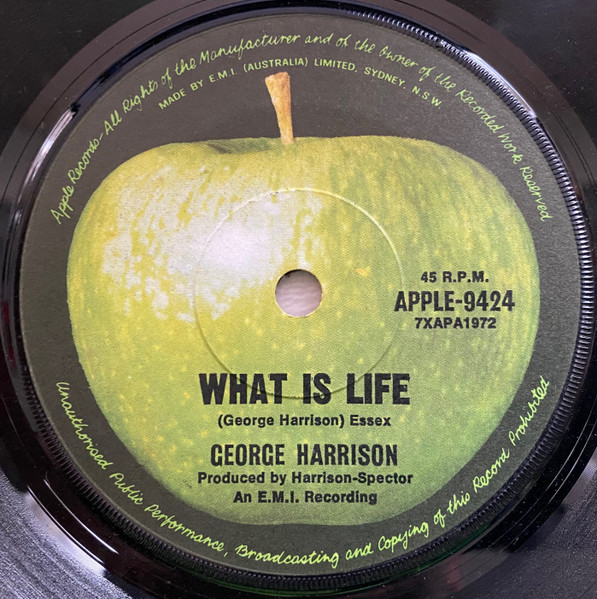 Apple Records-All Rights of the Manufacturer and of the Owner of the Recorded Work Reserved
MADE BY E.M.I. (AUSTRALIA) LIMITED, SYDNEY, N.S.W.
45 R.P.M.
APPLE-9424
7XAPA1972
WHAT IS LIFE
(George Harrison) Essex
GEORGE HARRISON
Produced by Harrison-Spector
An E.M.I. Recording
Unauthorised Public Performance, Broadcasting and Copying of this Record Prohibited